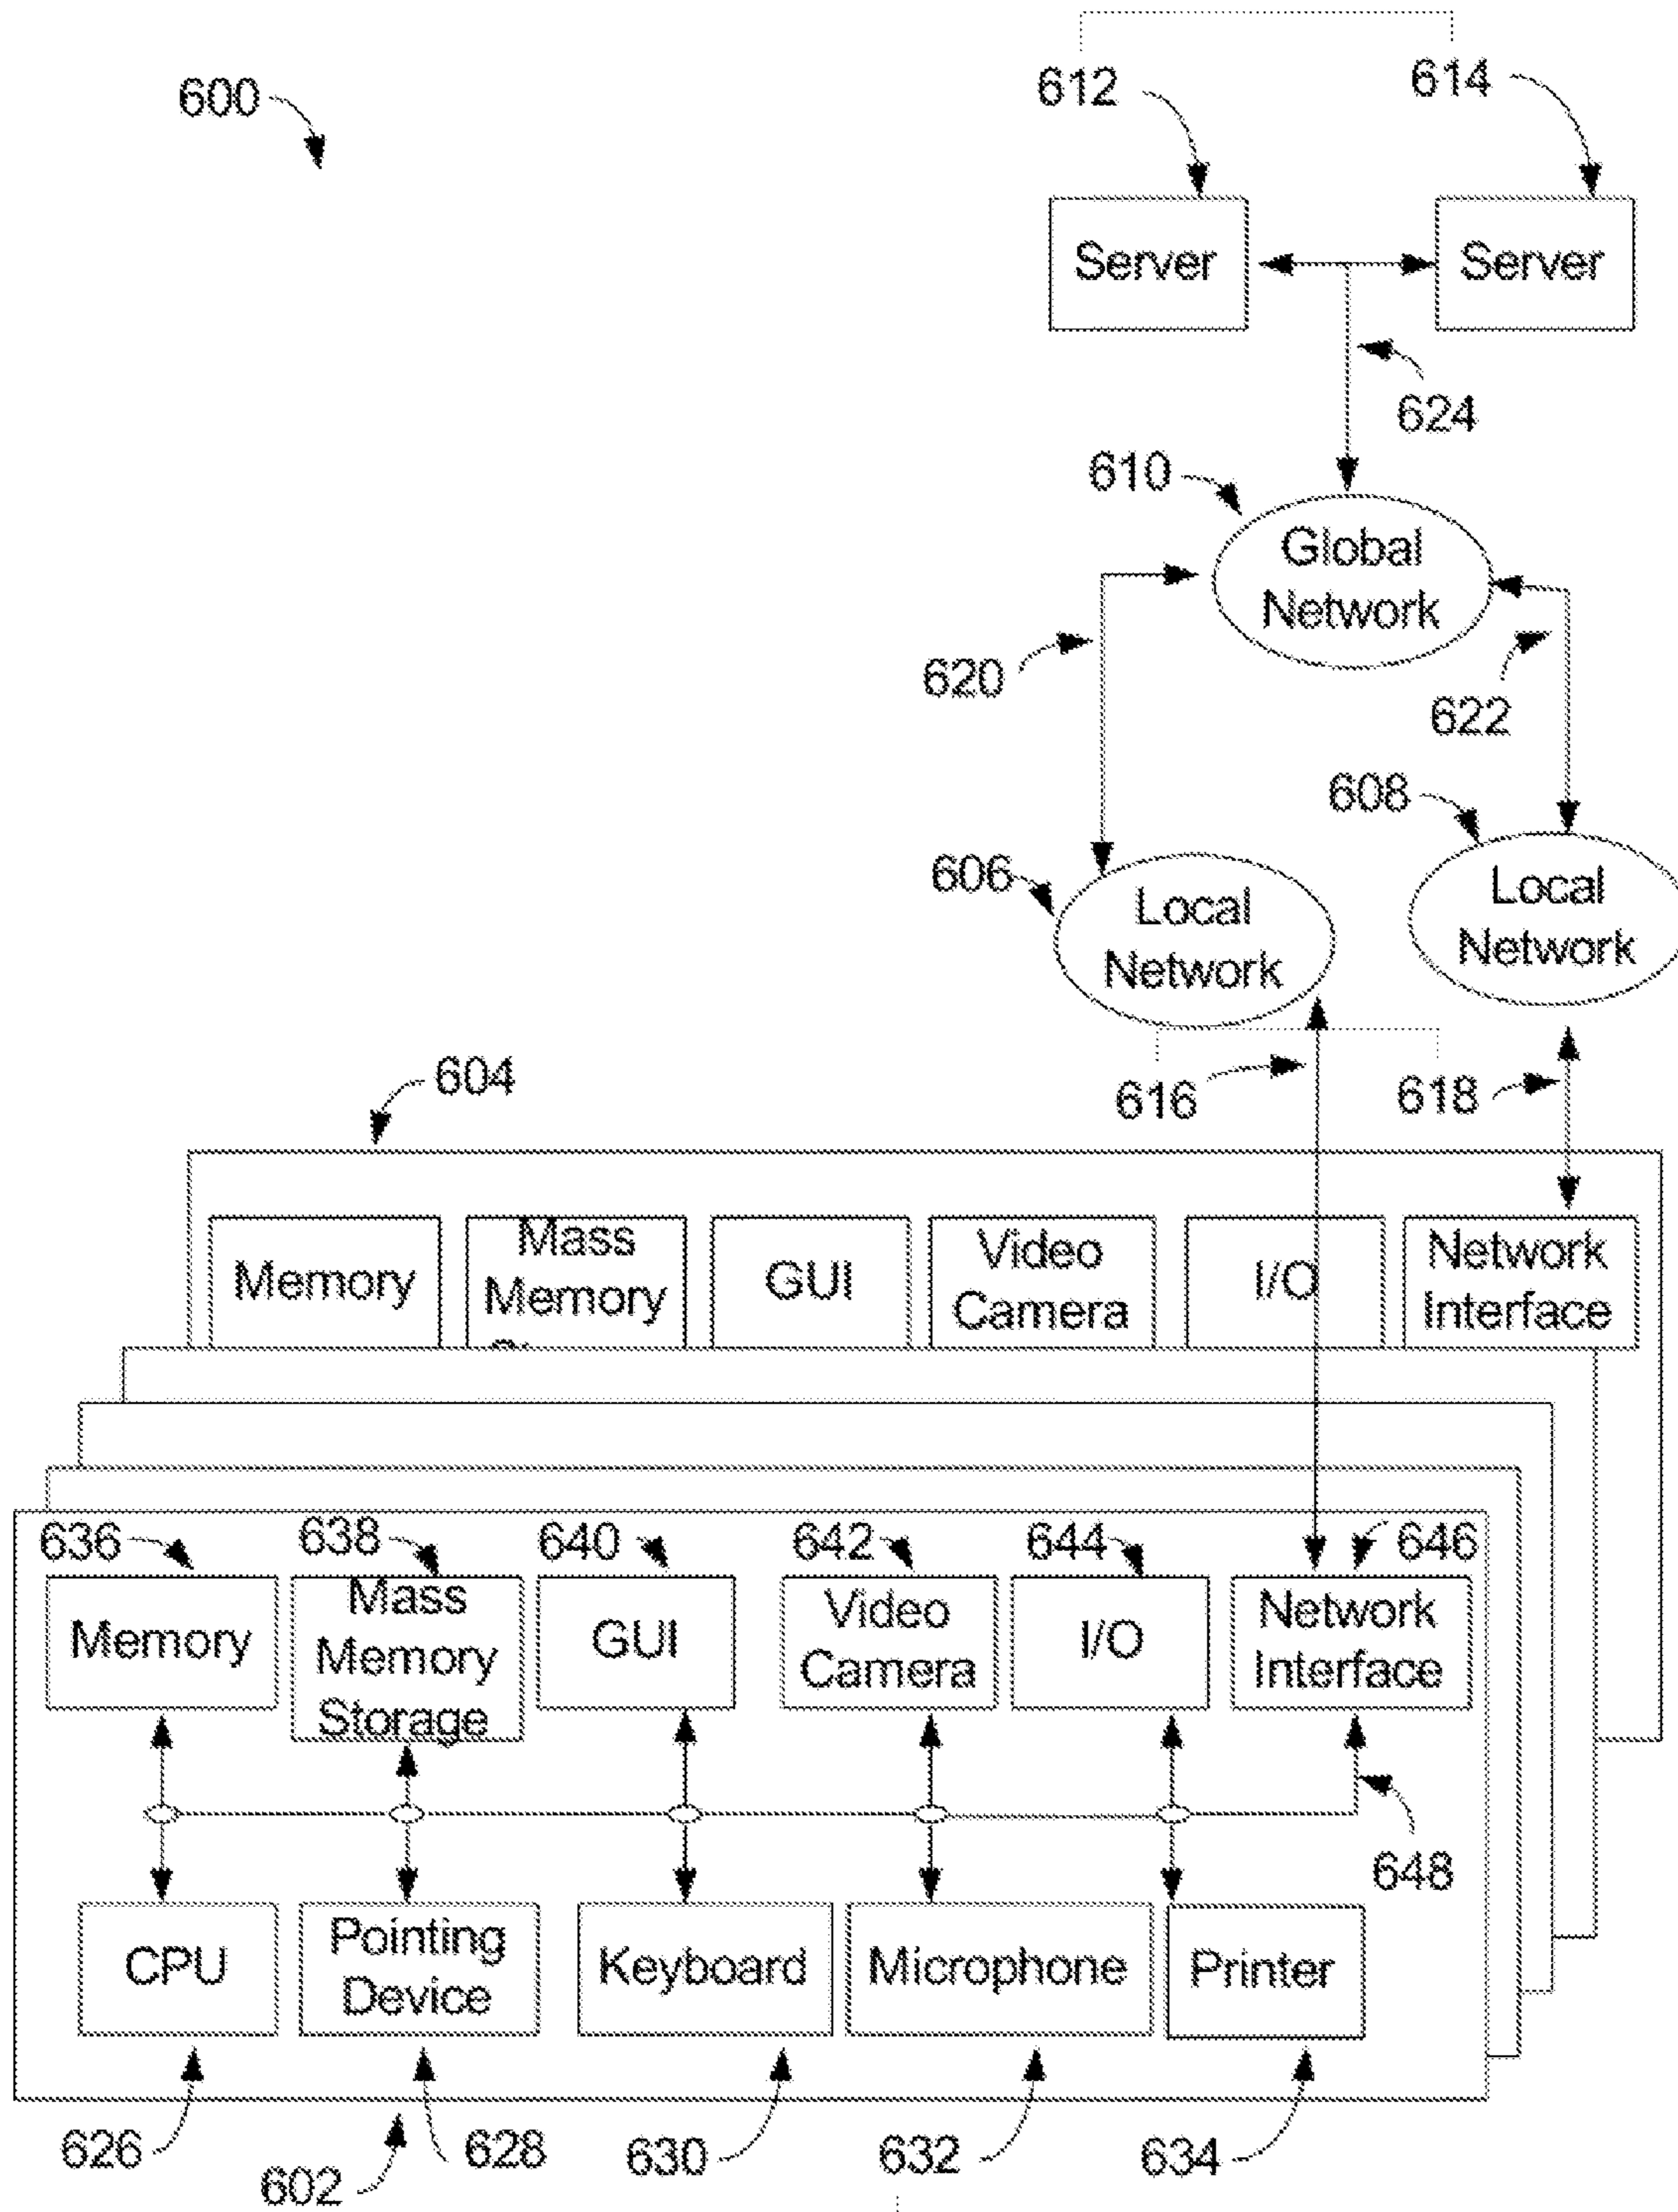 600
612
614
Server
Server
624
610
Global
Network
620
622
608
606
Local
Network
Local
Network
604
616
618
Memory
Mass
Memory
GUI
Video
Camera
I/O
Network
Interface
636
638
640
642
644
646
Memory
Mass
Memory
Storage
GUI
Video
Camera
I/O
Network
Interface
648
CPU
Pointing
Device
Keyboard
Microphone
Printer
626
602
628
630
632
634